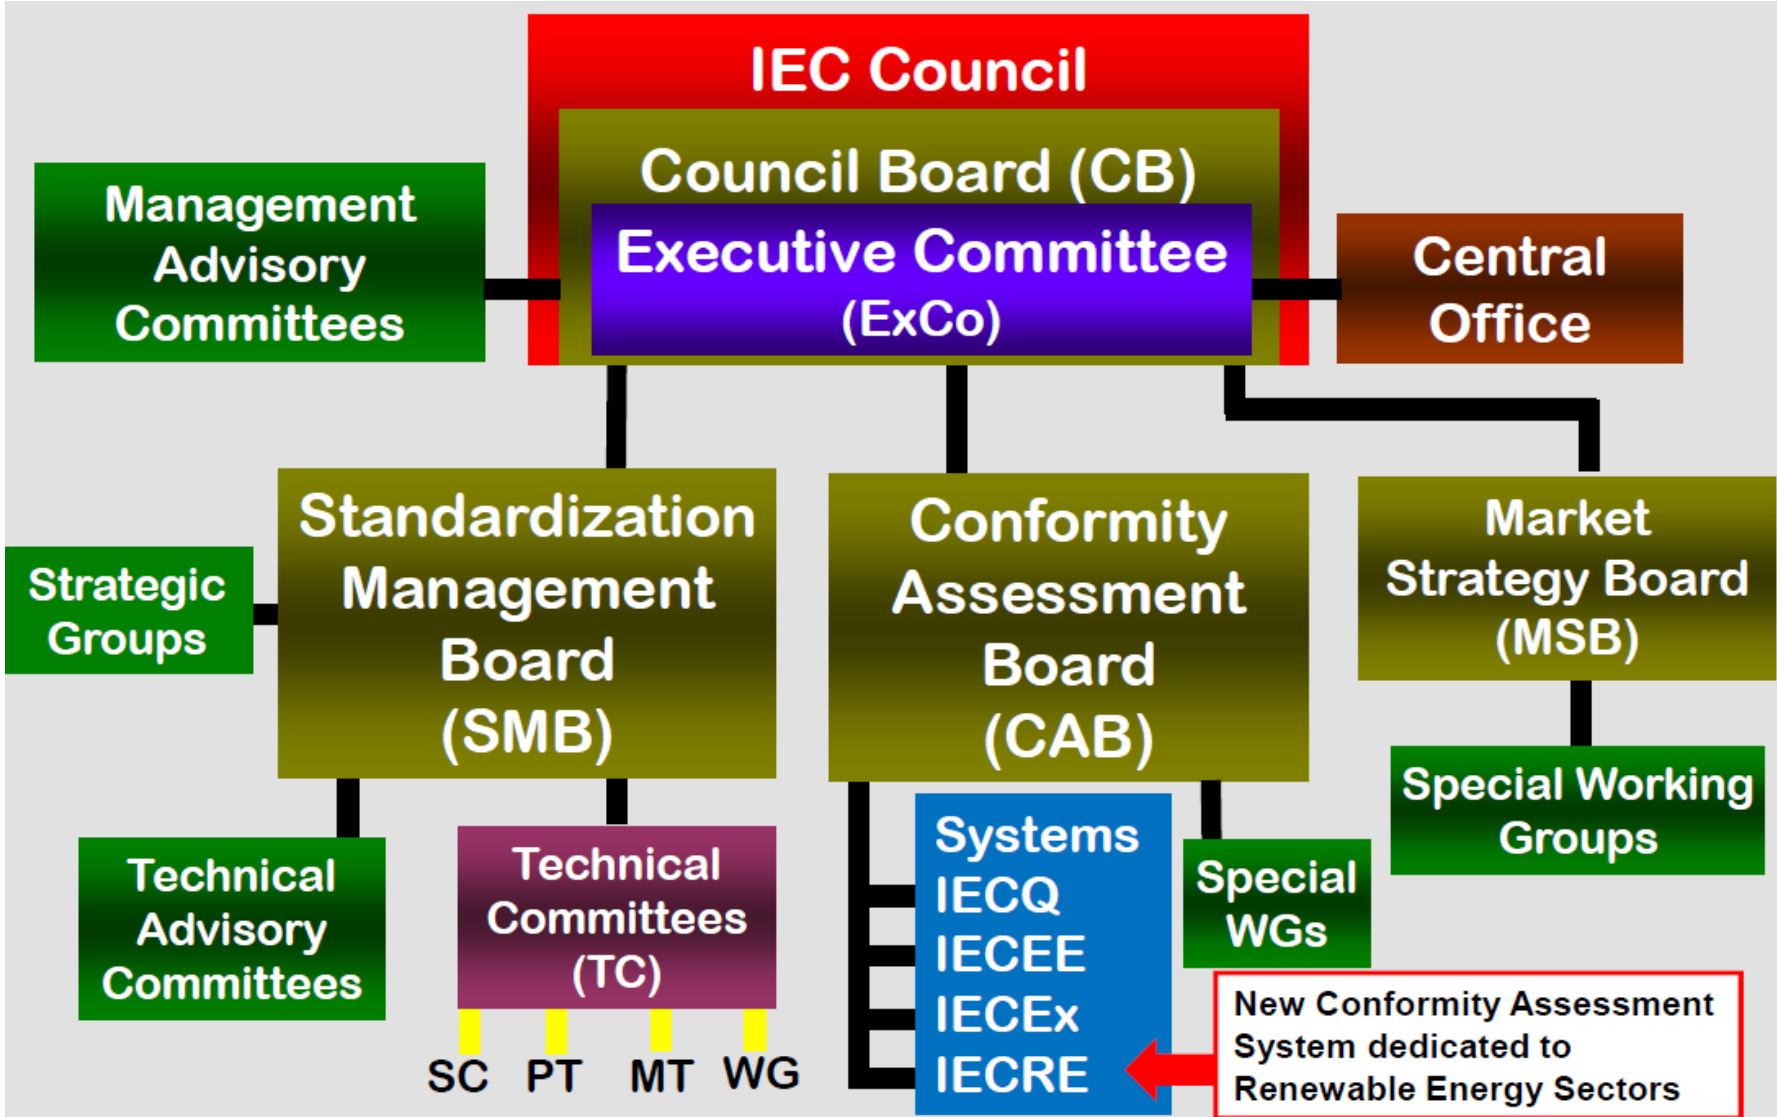 IEC Council
Council Board (CB)
Executive Committee
(ExCo)
Management
Advisory
Committees
Central
Office
Standardization
Management
Board
(SMB)
Strategic
Groups
Conformity
Assessment
Board
(CAB)
Market
Strategy Board
(MSB)
Special Working
Groups
Technical
Advisory
Committees
Technical
Committees
(TC)
SC PT MT WG
Systems
IECQ
IECEE
IECEx
IECRE
Special
WGs
New Conformity Assessment
System dedicated to
Renewable Energy Sectors